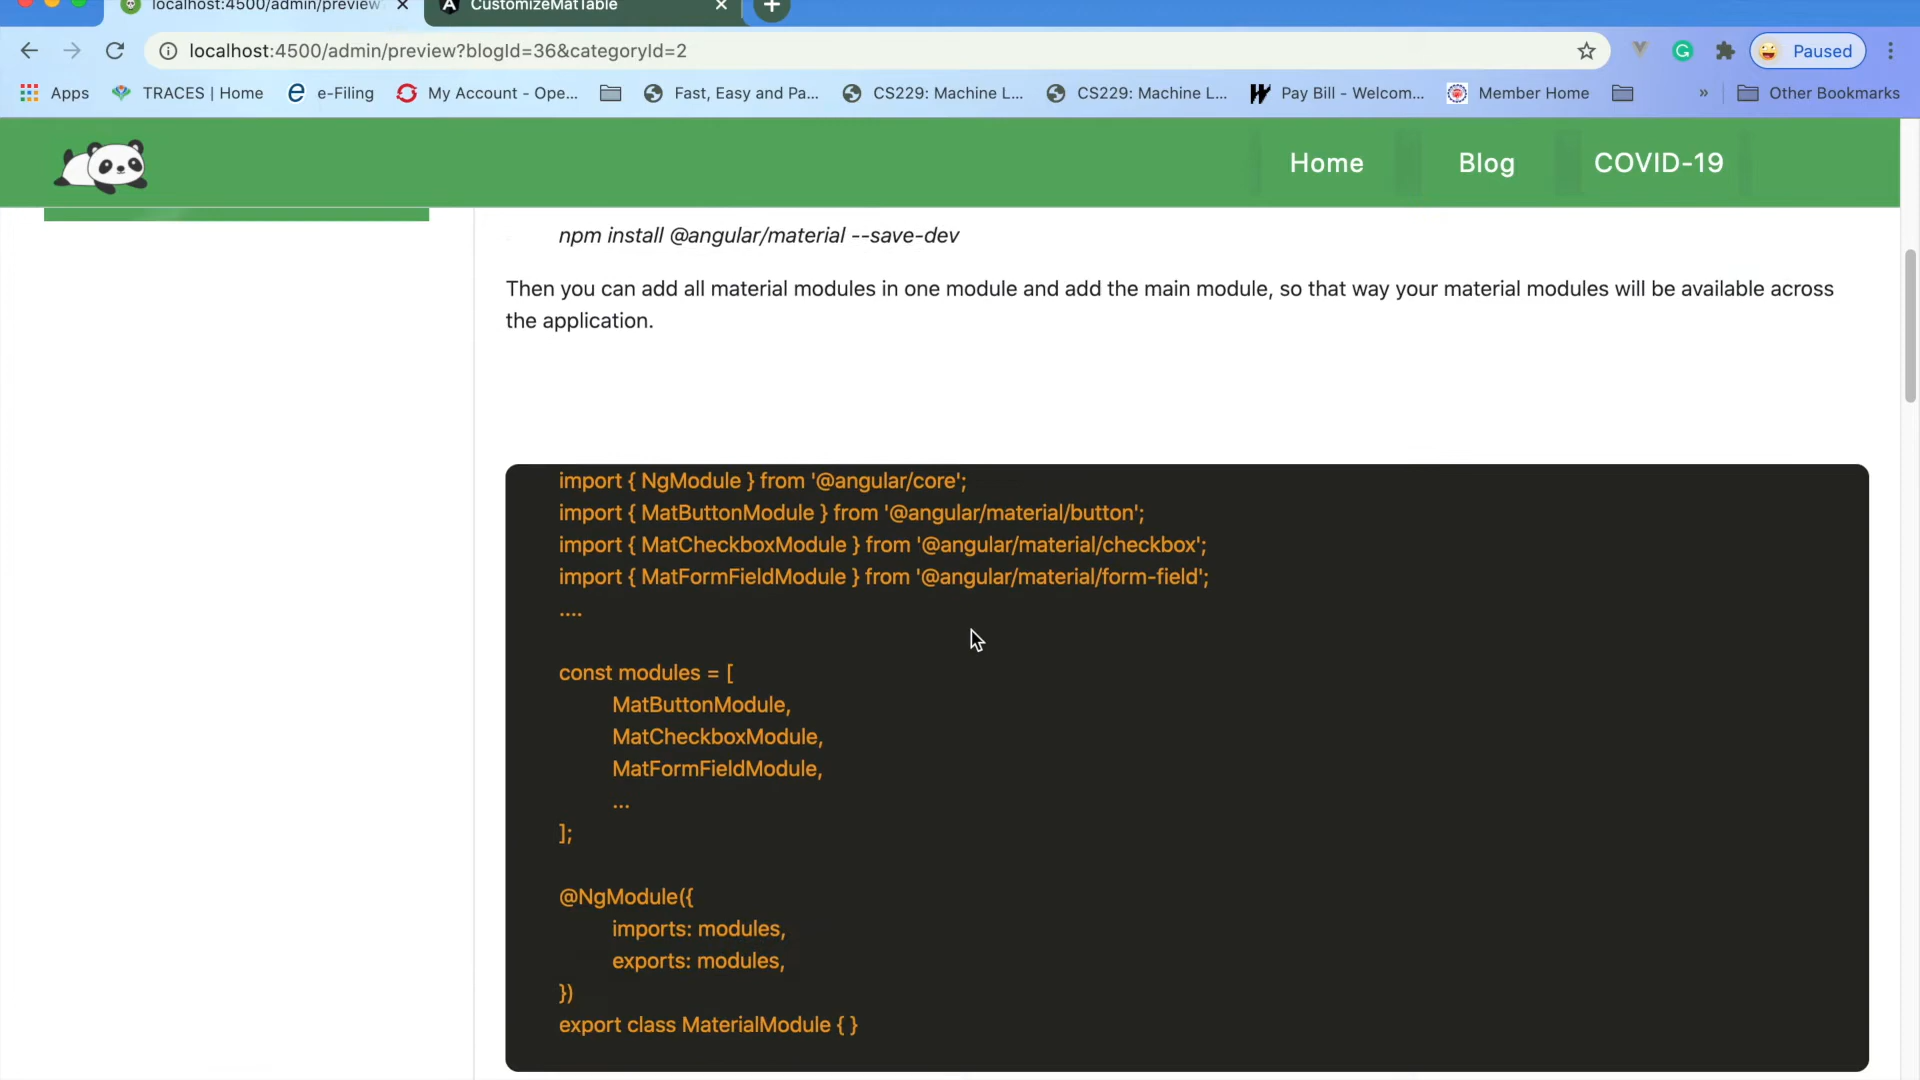 localhost:4500/admin/preview
CustomizeMatTable
localhost:4500/admin/preview?blogId=36&categoryId=2
Paused
Apps
TRACES | Home
e-Filing
My Account - Ope...
Fast, Easy and Pa...
CS229: Machine L...
CS229: Machine L...
Pay Bill - Welcom...
Member Home
»
Other Bookmarks
Home
Blog
COVID-19
npm install @angular/material --save-dev
Then you can add all material modules in one module and add the main module, so that way your material modules will be available across
the application.
import { NgModule } from '@angular/core';
import { MatButtonModule } from '@angular/material/button';
import { MatCheckboxModule } from '@angular/material/checkbox';
import { MatFormFieldModule } from '@angular/material/form-field';
....
const modules = [
MatButtonModule,
MatCheckboxModule,
MatFormFieldModule,
...
];
@NgModule({
imports: modules,
exports: modules,
})
export class MaterialModule { }